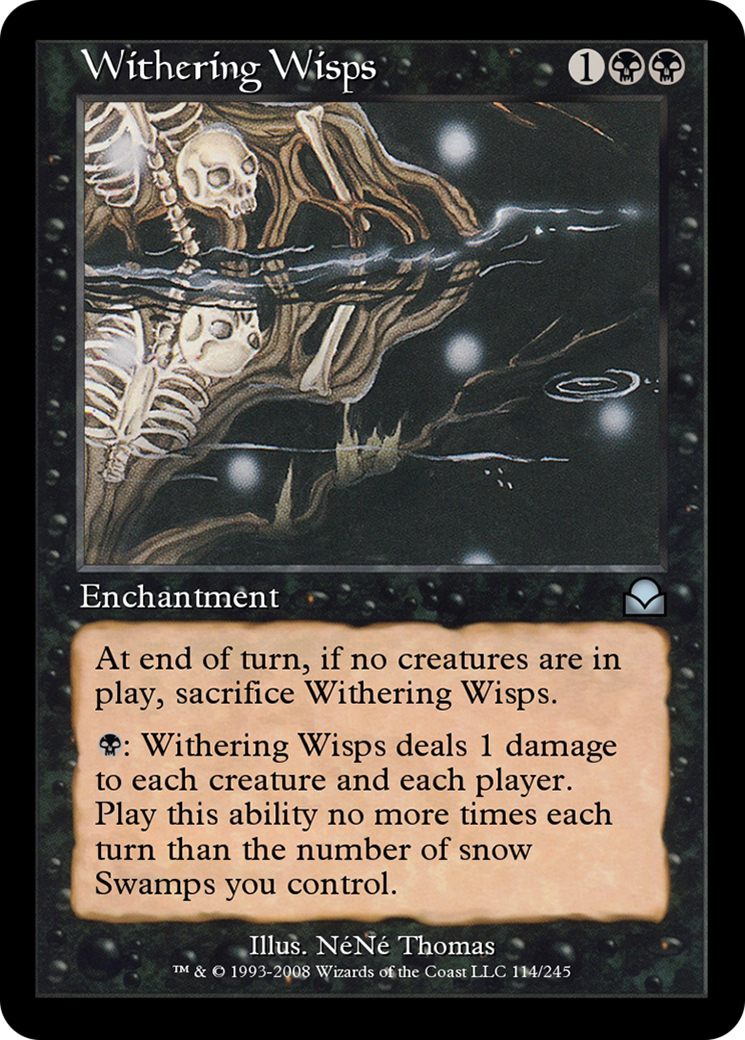 Withering Wisps 1
Enchantment
At end of turn, if no creatures are in
play, sacrifice Withering Wisps.
: Withering Wisps deals 1 damage
to each creature and each player.
Play this ability no more times each
turn than the number of snow
Swamps you control.
Illus. NéNé Thomas
™ & © 1993-2008 Wizards of the Coast LLC 114/245